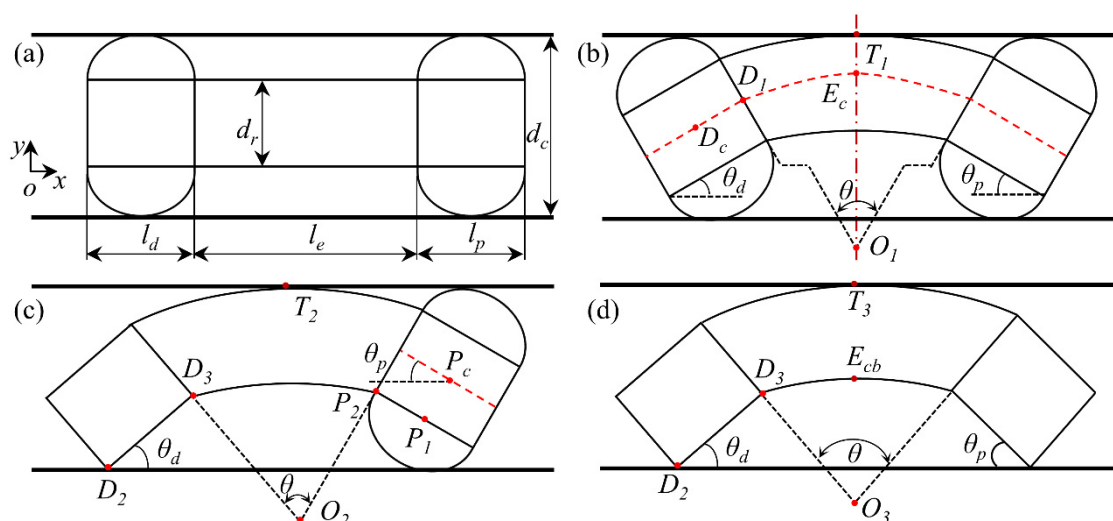 (a)
d_r
d_c
y
o
x
l_d
l_e
l_p
(b)
T_1
D_1
E_c
D_c
θ_d
θ_p
θ
O_1
(c)
T_2
D_3
θ_p
P_c
P_2
P_1
θ_d
D_2
θ
O_2
(d)
T_3
D_3
E_cb
θ_d
θ
θ_p
D_2
O_3